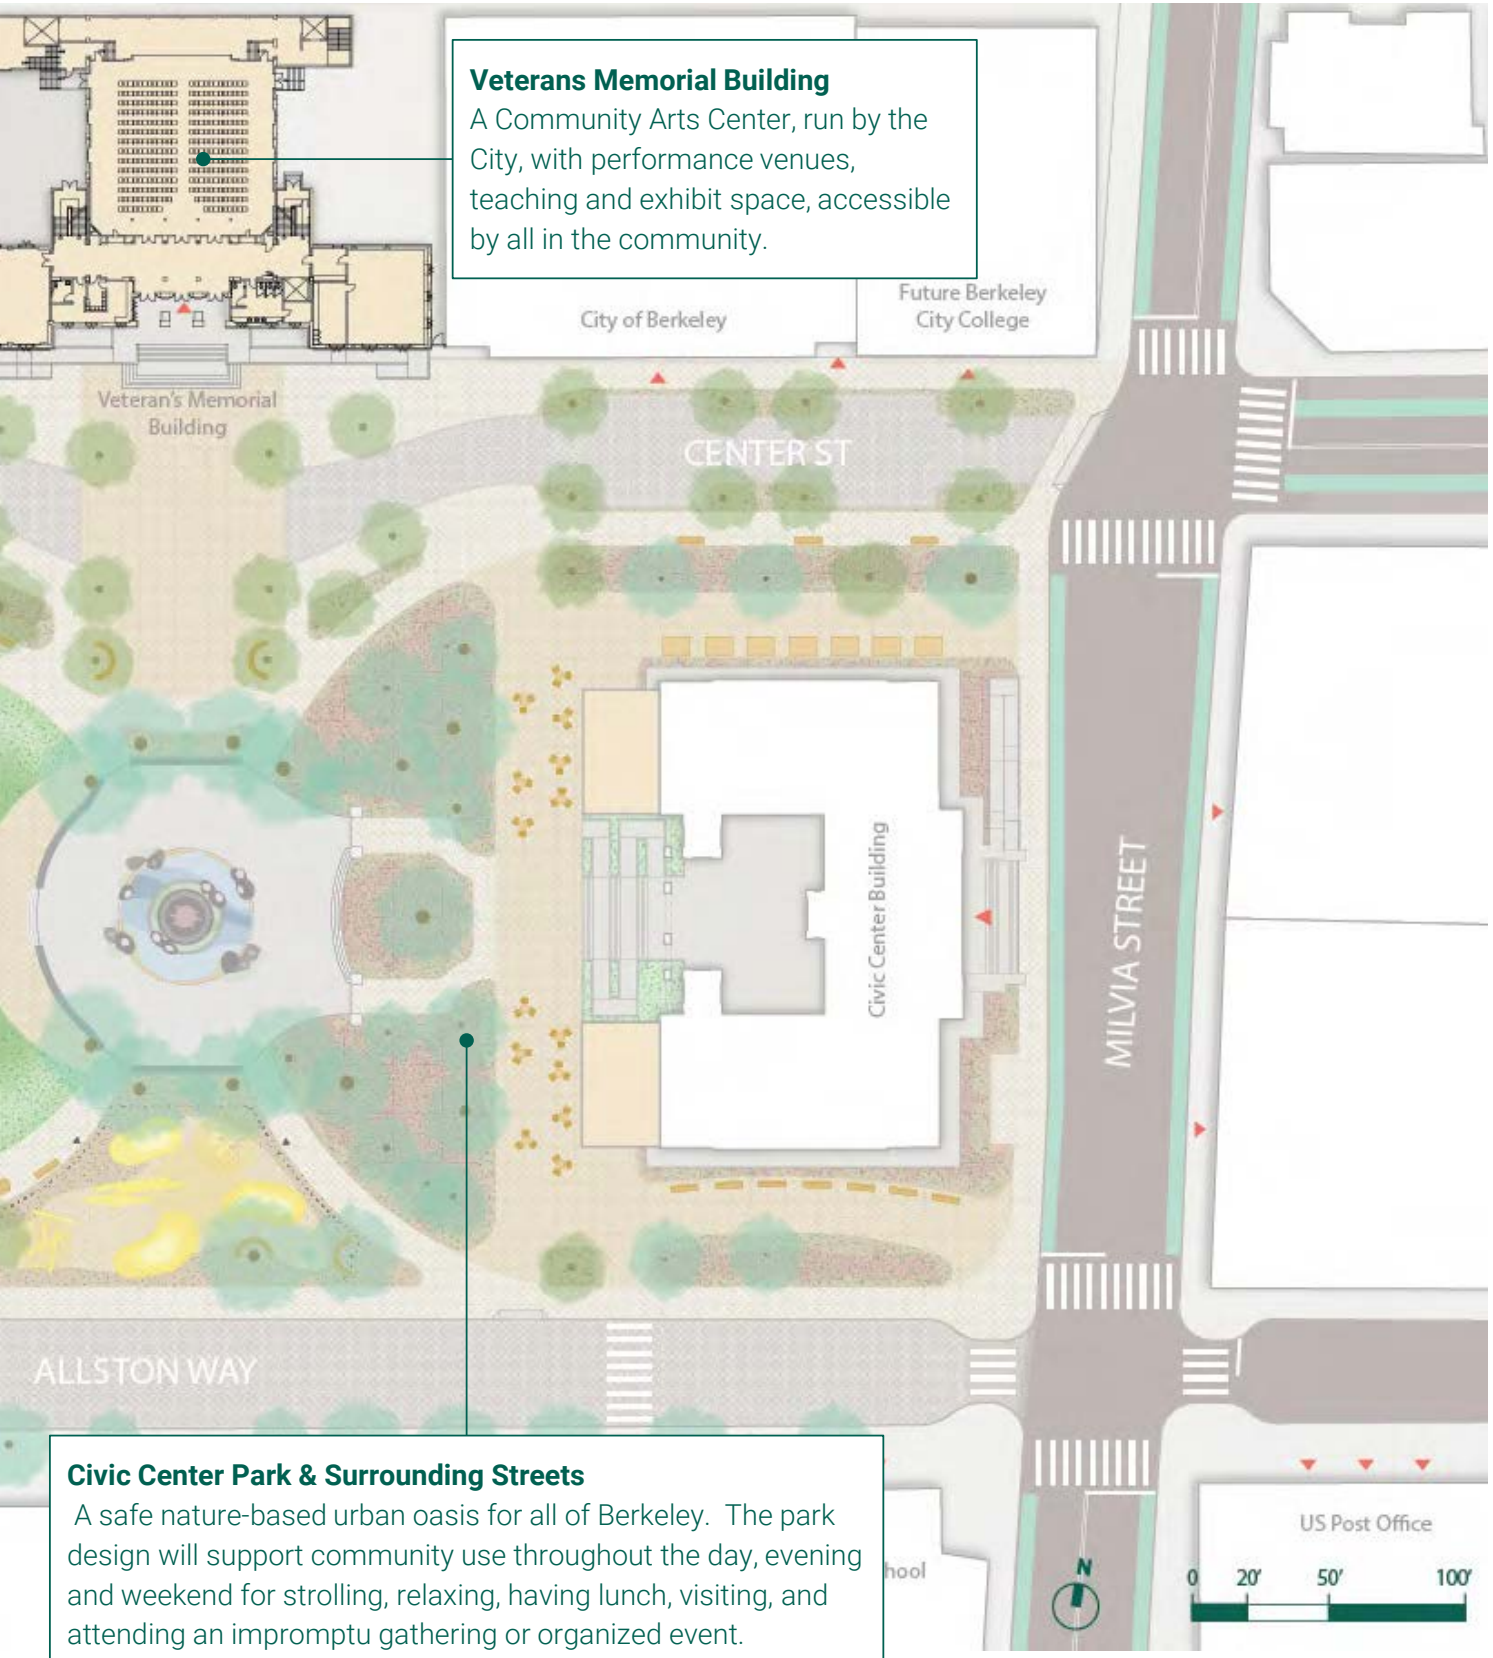 Veterans Memorial Building
A Community Arts Center, run by the
City, with performance venues,
teaching and exhibit space, accessible
by all in the community.
City of Berkeley
Future Berkeley
City College
Veteran's Memorial
Building
CENTER ST
Civic Center Building
MILVIA STREET
ALLSTON WAY
Civic Center Park & Surrounding Streets
A safe nature-based urban oasis for all of Berkeley.  The park
design will support community use throughout the day, evening
and weekend for strolling, relaxing, having lunch, visiting, and
attending an impromptu gathering or organized event.
hool
US Post Office
N
0 20' 50' 100'